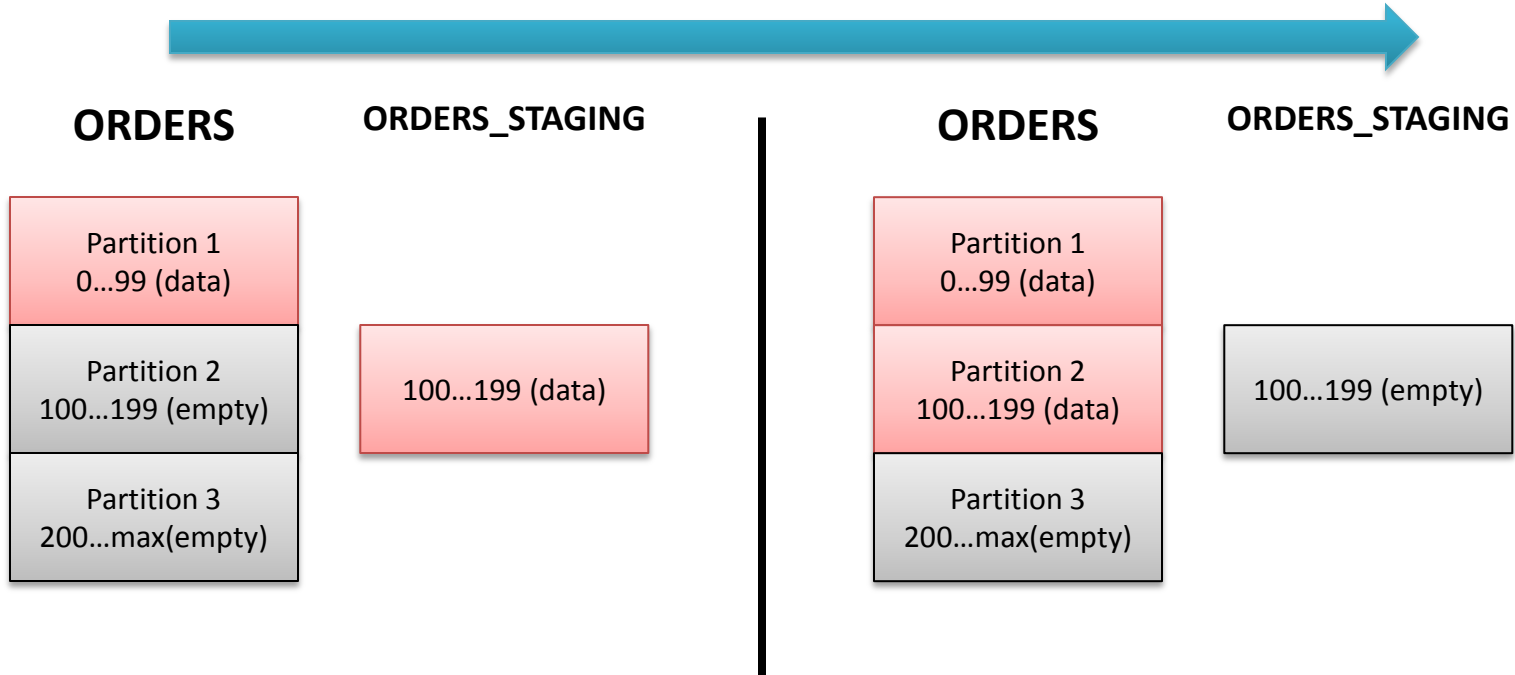 ORDERS
ORDERS_STAGING
Partition 1
0...99 (data)
Partition 2
100...199 (empty)
Partition 3
200...max(empty)
100...199 (data)
ORDERS
ORDERS_STAGING
Partition 1
0...99 (data)
Partition 2
100...199 (data)
Partition 3
200...max(empty)
100...199 (empty)